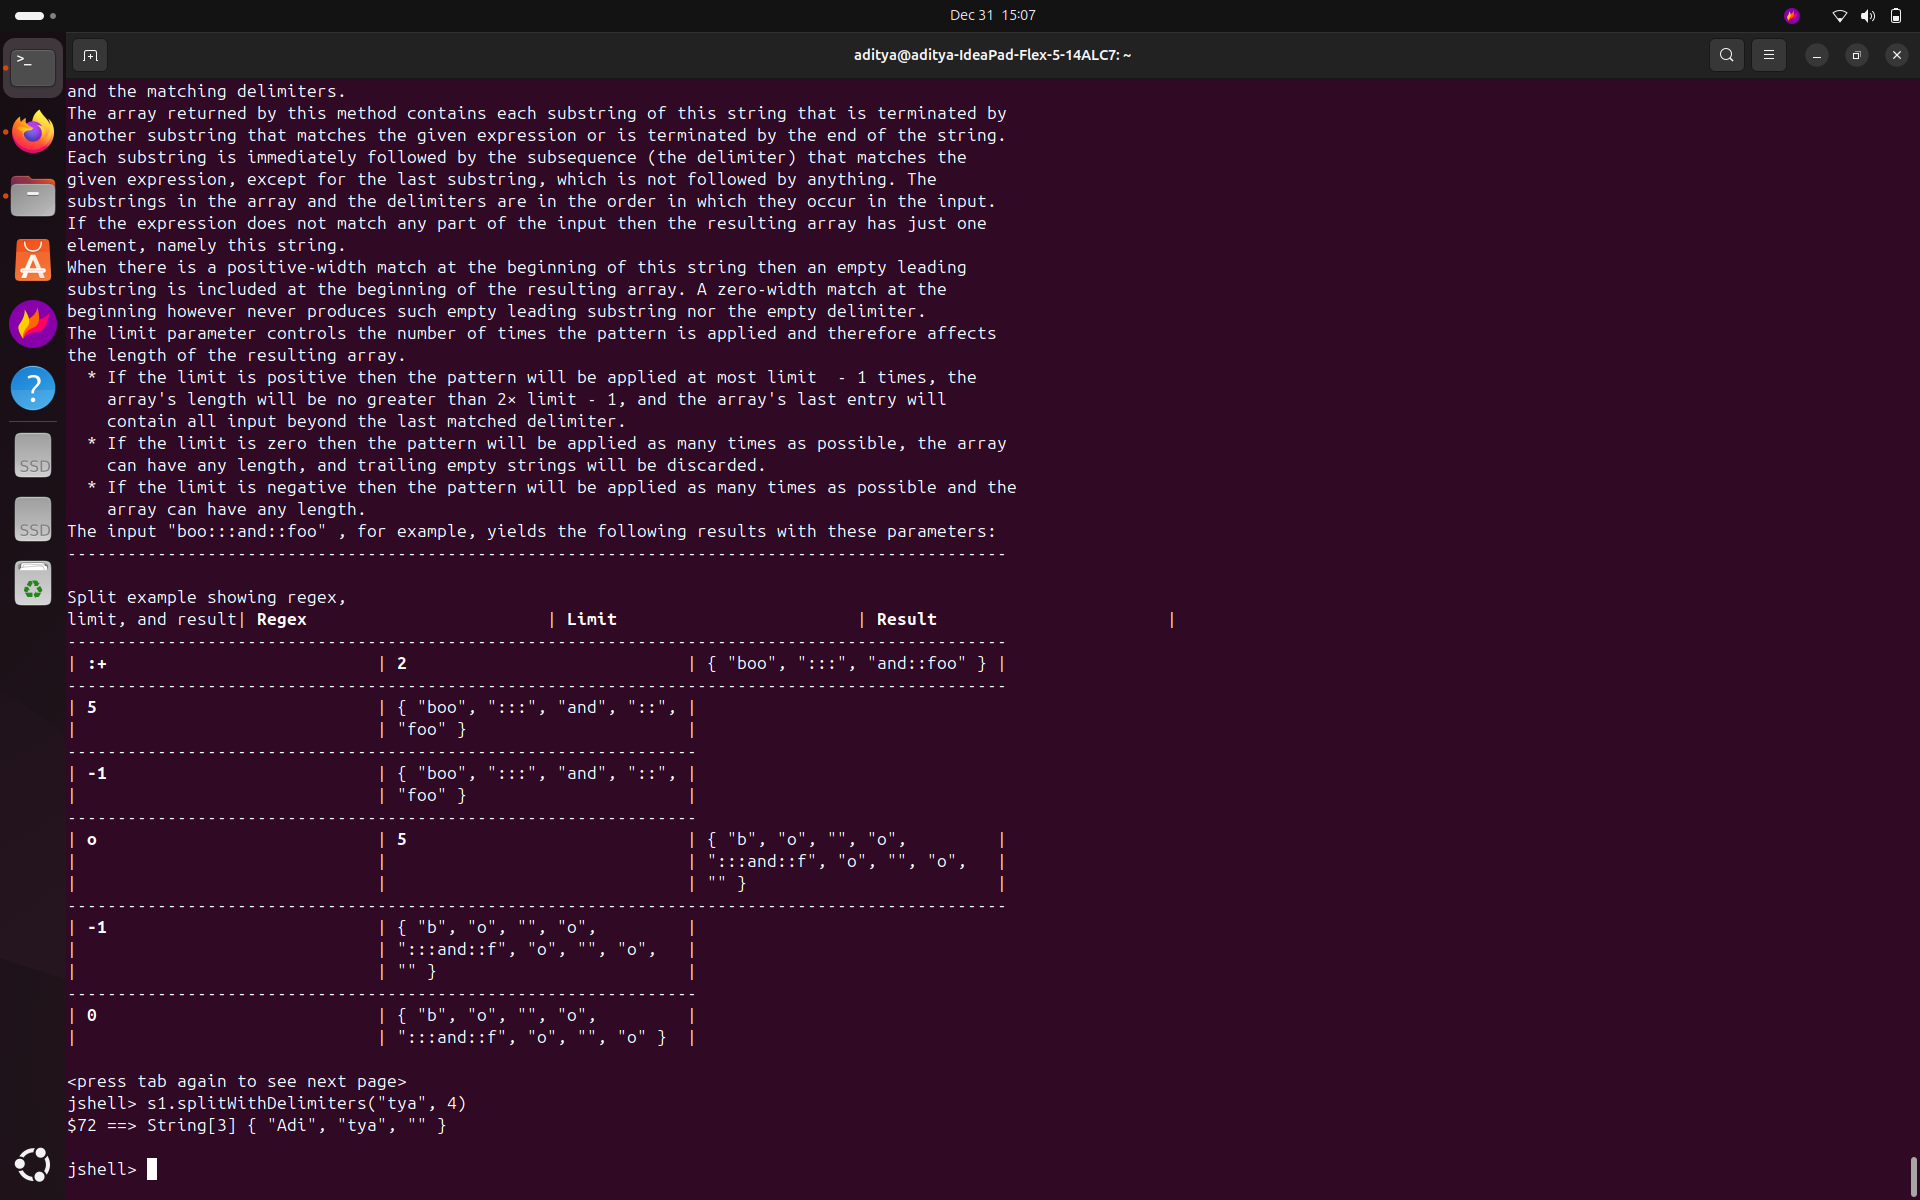 Dec 31 15:07
aditya@aditya-IdeaPad-Flex-5-14ALC7: ~
and the matching delimiters.
The array returned by this method contains each substring of this string that is terminated by
another substring that matches the given expression or is terminated by the end of the string.
Each substring is immediately followed by the subsequence (the delimiter) that matches the
given expression, except for the last substring, which is not followed by anything. The
substrings in the array and the delimiters are in the order in which they occur in the input.
If the expression does not match any part of the input then the resulting array has just one
element, namely this string.
When there is a positive-width match at the beginning of this string then an empty leading
substring is included at the beginning of the resulting array. A zero-width match at the
beginning however never produces such empty leading substring nor the empty delimiter.
The limit parameter controls the number of times the pattern is applied and therefore affects
the length of the resulting array.
  * If the limit is positive then the pattern will be applied at most limit  - 1 times, the
    array's length will be no greater than 2× limit - 1, and the array's last entry will
    contain all input beyond the last matched delimiter.
  * If the limit is zero then the pattern will be applied as many times as possible, the array
    can have any length, and trailing empty strings will be discarded.
  * If the limit is negative then the pattern will be applied as many times as possible and the
    array can have any length.
The input "boo:::and::foo" , for example, yields the following results with these parameters:
----------------------------------------------------------------------------------------------
Split example showing regex,
limit, and result| Regex                        | Limit                        | Result                       |
----------------------------------------------------------------------------------------------
| :+                           | 2                            | { "boo", ":::", "and::foo" } |
----------------------------------------------------------------------------------------------
| 5                            | { "boo", ":::", "and", "::", |
|                              | "foo" }                      |
---------------------------------------------------------------
| -1                           | { "boo", ":::", "and", "::", |
|                              | "foo" }                      |
---------------------------------------------------------------
| o                            | 5                            | { "b", "o", "", "o",         |
|                              |                              | ":::and::f", "o", "", "o",   |
|                              |                              | "" }                         |
----------------------------------------------------------------------------------------------
| -1                           | { "b", "o", "", "o",         |
|                              | ":::and::f", "o", "", "o",   |
|                              | "" }                         |
---------------------------------------------------------------
| 0                            | { "b", "o", "", "o",         |
|                              | ":::and::f", "o", "", "o" }  |
<press tab again to see next page>
jshell> s1.splitWithDelimiters("tya", 4)
$72 ==> String[3] { "Adi", "tya", "" }
jshell>
SSD
SSD